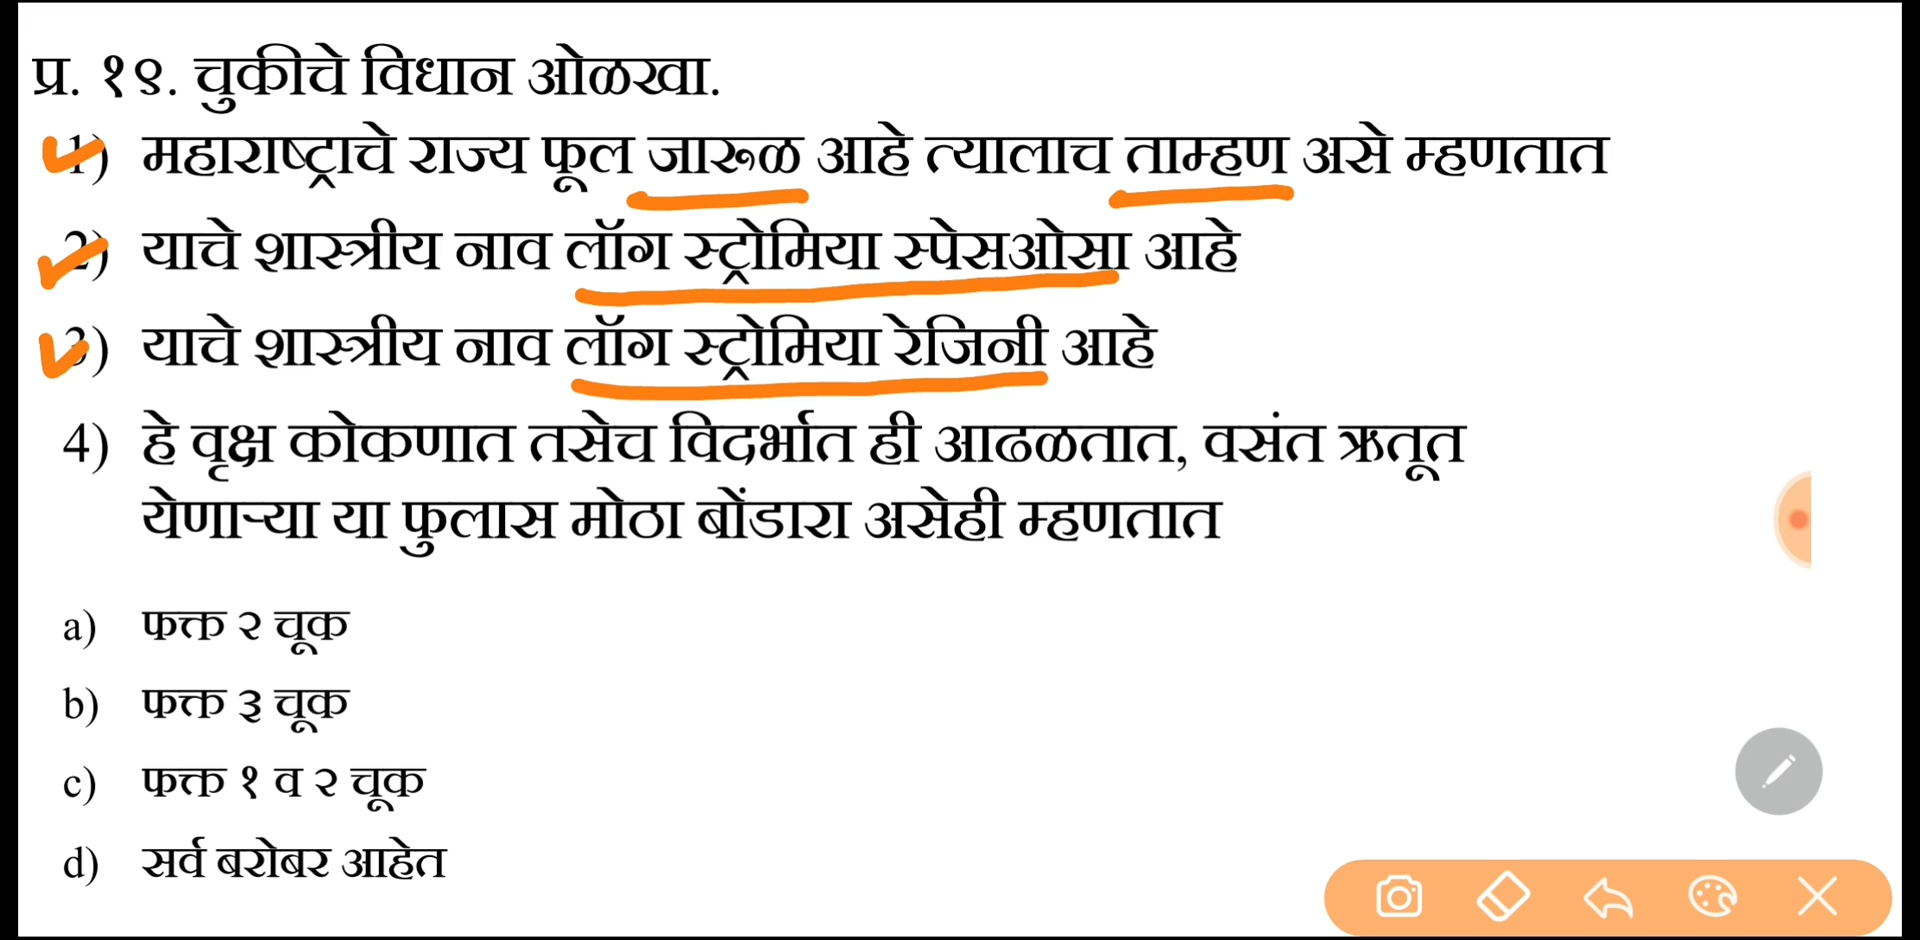 प्र. १९. चुकीचे विधान ओळखा.
1) महाराष्ट्राचे राज्य फूल जारूळ आहे त्यालाच ताम्हण असे म्हणतात
2) याचे शास्त्रीय नाव लॉग स्ट्रोमिया स्पेसओसा आहे
3) याचे शास्त्रीय नाव लॉग स्ट्रोमिया रेजिनी आहे
4) हे वृक्ष कोकणात तसेच विदर्भात ही आढळतात, वसंत ऋतूत
येणाऱ्या या फुलास मोठा बोंडारा असेही म्हणतात
a) फक्त २ चूक
b) फक्त ३ चूक
c) फक्त १ व २ चूक
d) सर्व बरोबर आहेत